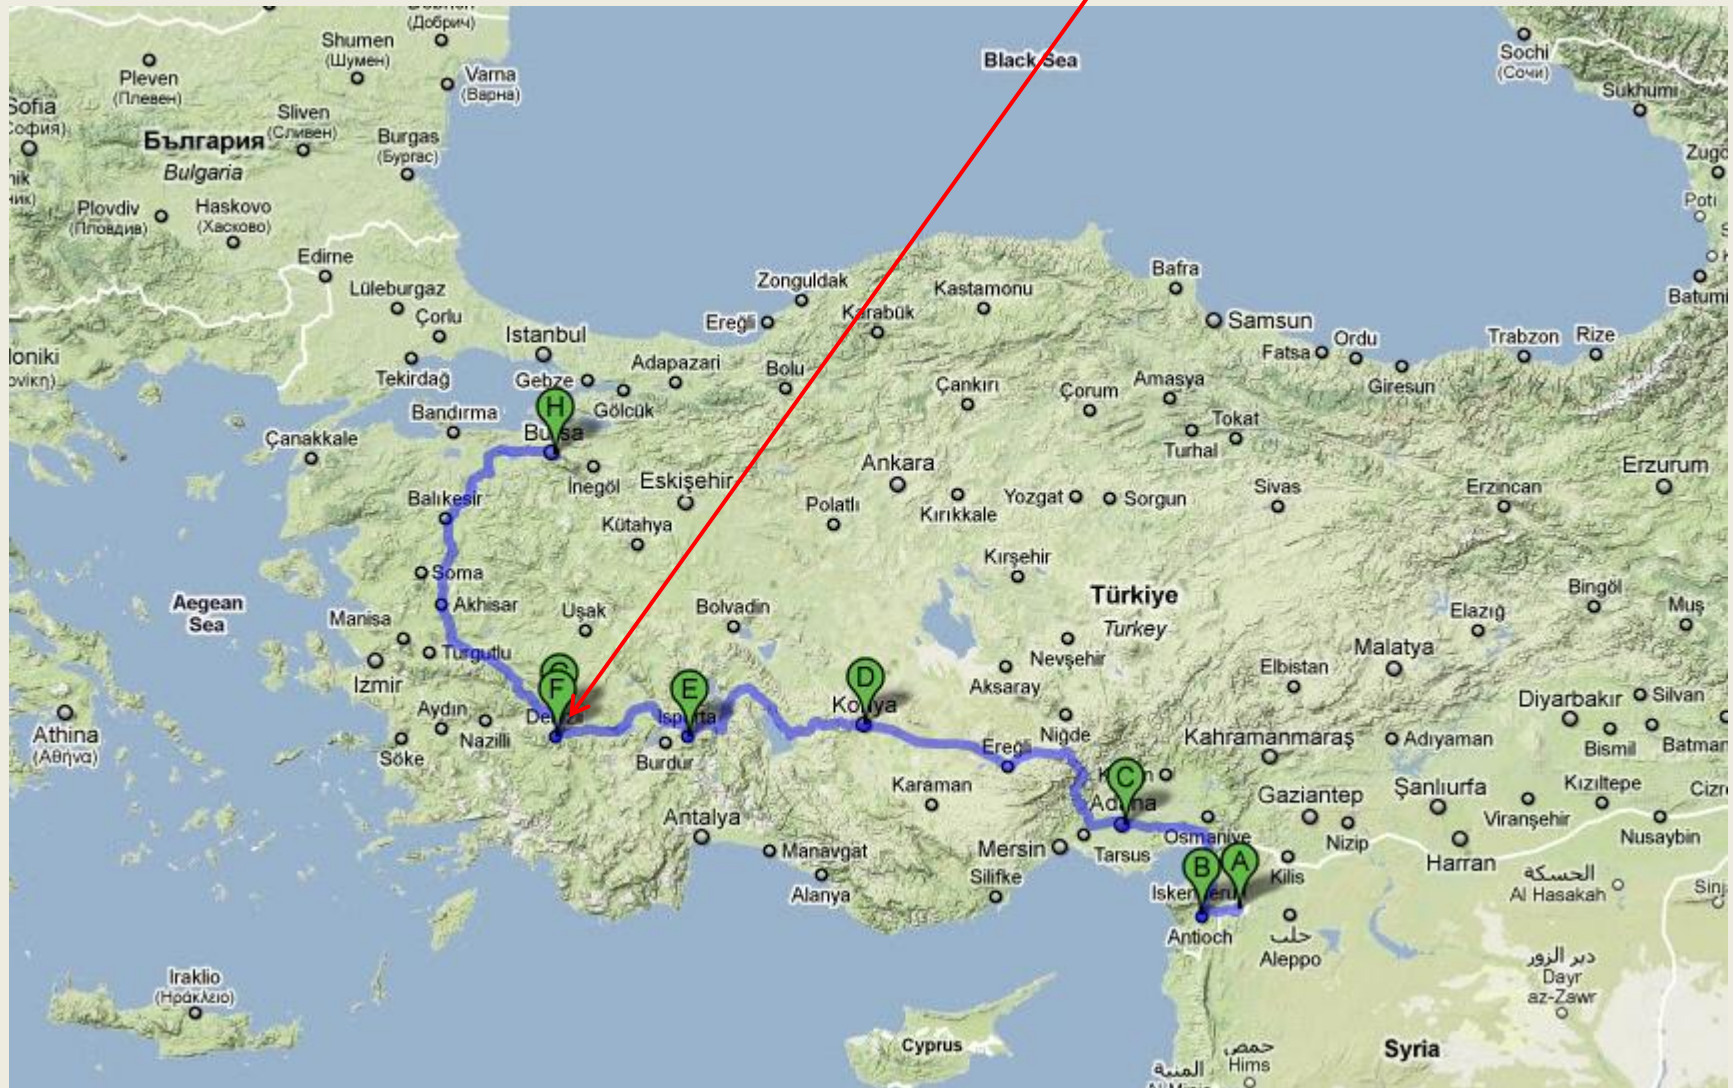 (Добрич)
Shumen
(Шумен)
Black Sea
Sochi
(Сочи)
Pleven
(Плевен)
Varna
(Варна)
Sukhumi
Sofia
Sliven
(Сливен)
България
Bulgaria
Burgas
(Бургас)
Plovdiv
(Пловдив)
Haskovo
(Хасково)
Poti
Edirne
Zonguldak
Bafra
Lüleburgaz
Kastamonu
Batumi
Çorlu
Ereğli
Karabük
Samsun
Istanbul
Ordu
Trabzon
Rize
Fatsa
Tekirdağ
Gebze
Adapazari
Bolu
Çankırı
Çorum
Amasya
Giresun
H
Gölcük
Bandırma
Tokat
Çanakkale
Bursa
Turhal
İnegöl
Eskişehir
Ankara
Erzurum
Balıkesir
Polatlı
Kırıkkale
Yozgat
Sorgun
Sivas
Erzincan
Kütahya
Kırşehir
Soma
Bingöl
Aegean
Sea
Akhisar
Uşak
Bolvadin
Türkiye
Turkey
Elazığ
Muş
Manisa
Turgutlu
Nevşehir
Malatya
Izmir
G
F
E
D
Aksaray
Elbistan
Diyarbakır
Silvan
Athina
(Αθήνα)
Aydın
Nazilli
Isparta
Konya
Niğde
Kahramanmaraş
Adıyaman
Bismil
Batman
Söke
Burdur
Ereğli
C
Karaman
Adana
Gaziantep
Şanlıurfa
Kızıltepe
Antalya
Osmaniye
Nizip
Viranşehir
Nusaybin
Manavgat
Mersin
Tarsus
Harran
B
A
Kilis
Alanya
Silifke
الحسكة
Al Hasakah
Antioch
حلب
Aleppo
Iraklio
(Ηράκλειο)
دير الزور
Dayr
az-Zawr
Cyprus
حمص
Hims
Syria